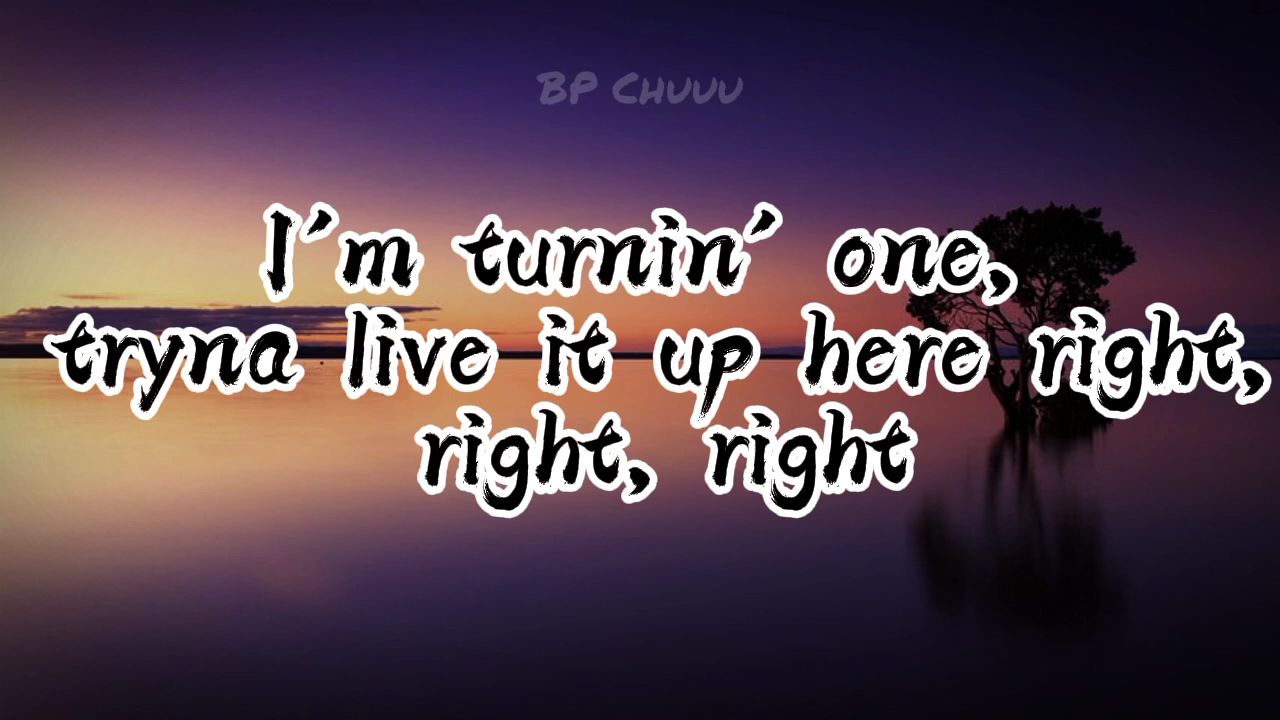 BP Chuuu
I'm turnin' one,
tryna live it up here right,
right, right